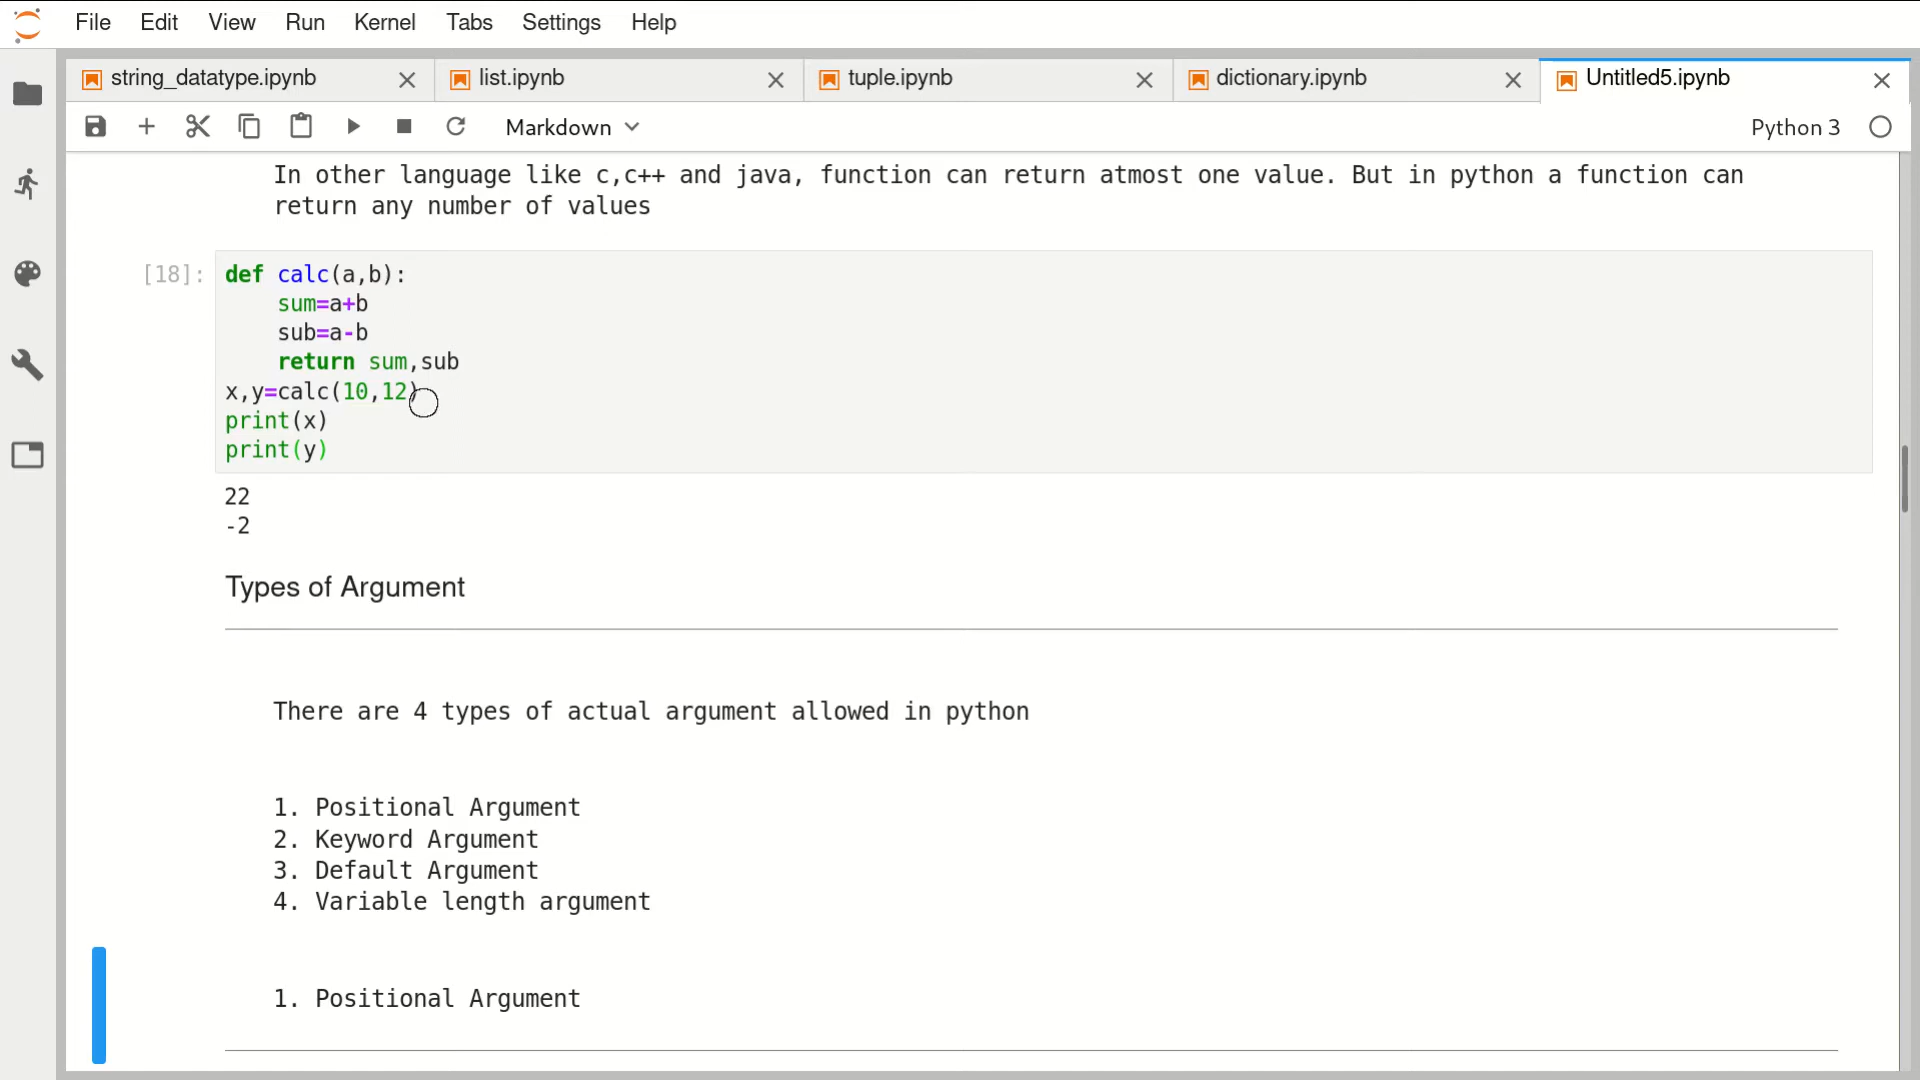 File Edit View Run Kernel Tabs Settings Help
string_datatype.ipynb list.ipynb tuple.ipynb dictionary.ipynb Untitled5.ipynb
Markdown Python 3
In other language like c,c++ and java, function can return atmost one value. But in python a function can
return any number of values
[18]: def calc(a,b):
sum=a+b
sub=a-b
return sum,sub
x,y=calc(10,12)
print(x)
print(y)
22
-2
Types of Argument
There are 4 types of actual argument allowed in python
1. Positional Argument
2. Keyword Argument
3. Default Argument
4. Variable length argument
1. Positional Argument